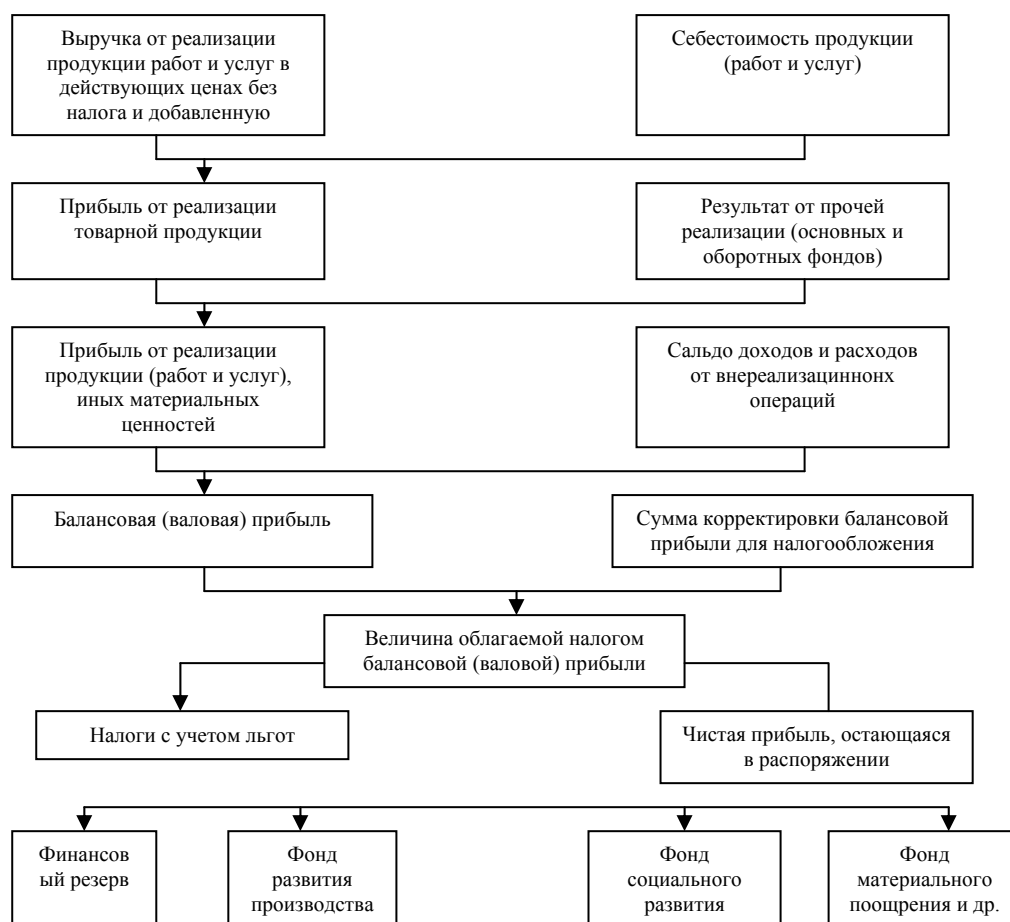 Выручка от реализации
продукции работ и услуг в
действующих ценах без
налога и добавленную
Себестоимость продукции
(работ и услуг)
Прибыль от реализации
товарной продукции
Результат от прочей
реализации (основных и
оборотных фондов)
Прибыль от реализации
продукции (работ и услуг),
иных материальных
ценностей
Сальдо доходов и расходов
от внереализациннонх
операций
Балансовая (валовая) прибыль
Сумма корректировки балансовой
прибыли для налогообложения
Величина облагаемой налогом
балансовой (валовой) прибыли
Налоги с учетом льгот
Чистая прибыль, остающаяся
в распоряжении
Финансов
ый резерв
Фонд
развития
производства
Фонд
социального
развития
Фонд
материального
поощрения и др.